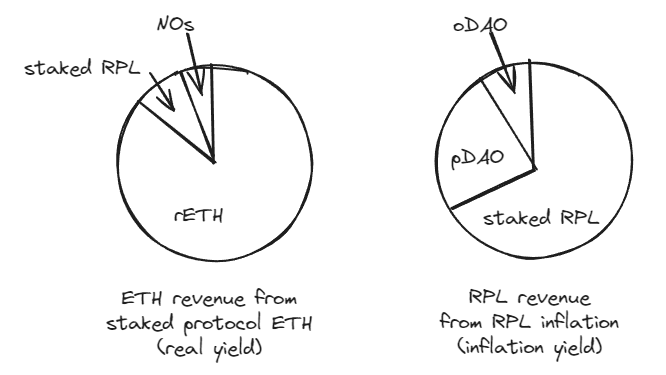 NOs
staked RPL
rETH
ETH revenue from
staked protocol ETH
(real yield)
oDAO
pDAO
staked RPL
RPL revenue
from RPL inflation
(inflation yield)